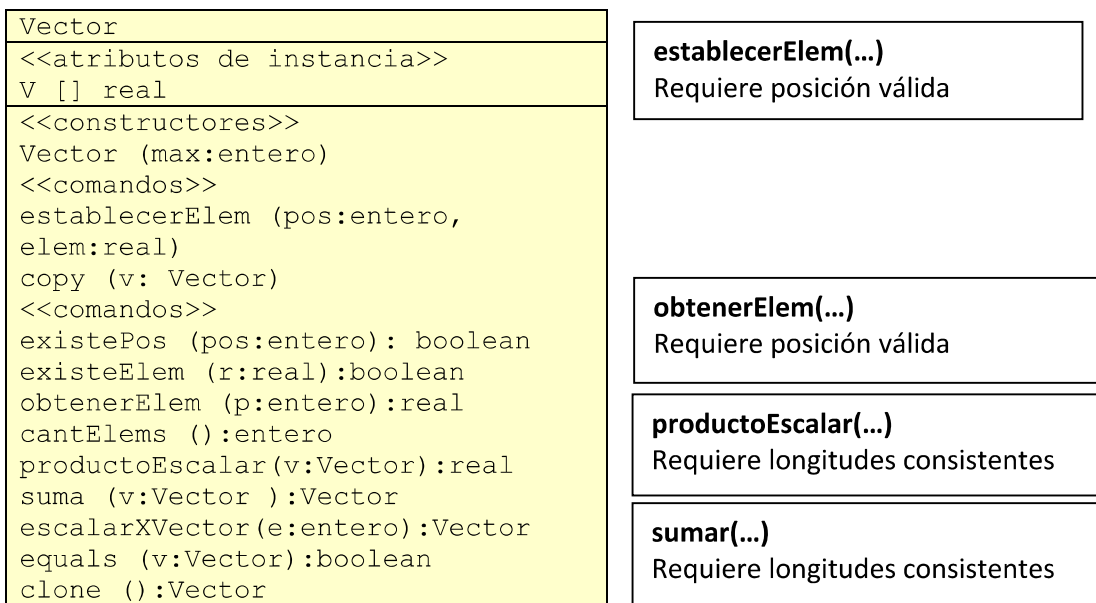 Vector
<<atributos de instancia>>
V [] real
<<constructores>>
Vector (max:entero)
<<comandos>>
establecerElem (pos:entero,
elem:real)
copy (v: Vector)
<<comandos>>
existePos (pos:entero): boolean
existeElem (r:real):boolean
obtenerElem (p:entero):real
cantElems ():entero
productoEscalar(v:Vector):real
suma (v:Vector ):Vector
escalarXVector(e:entero):Vector
equals (v:Vector):boolean
clone ():Vector
establecerElem(…)
Requiere posición válida
obtenerElem(…)
Requiere posición válida
productoEscalar(…)
Requiere longitudes consistentes
sumar(…)
Requiere longitudes consistentes